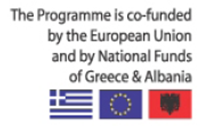 The Programme is co-funded
by the European Union
and by National Funds
of Greece & Albania